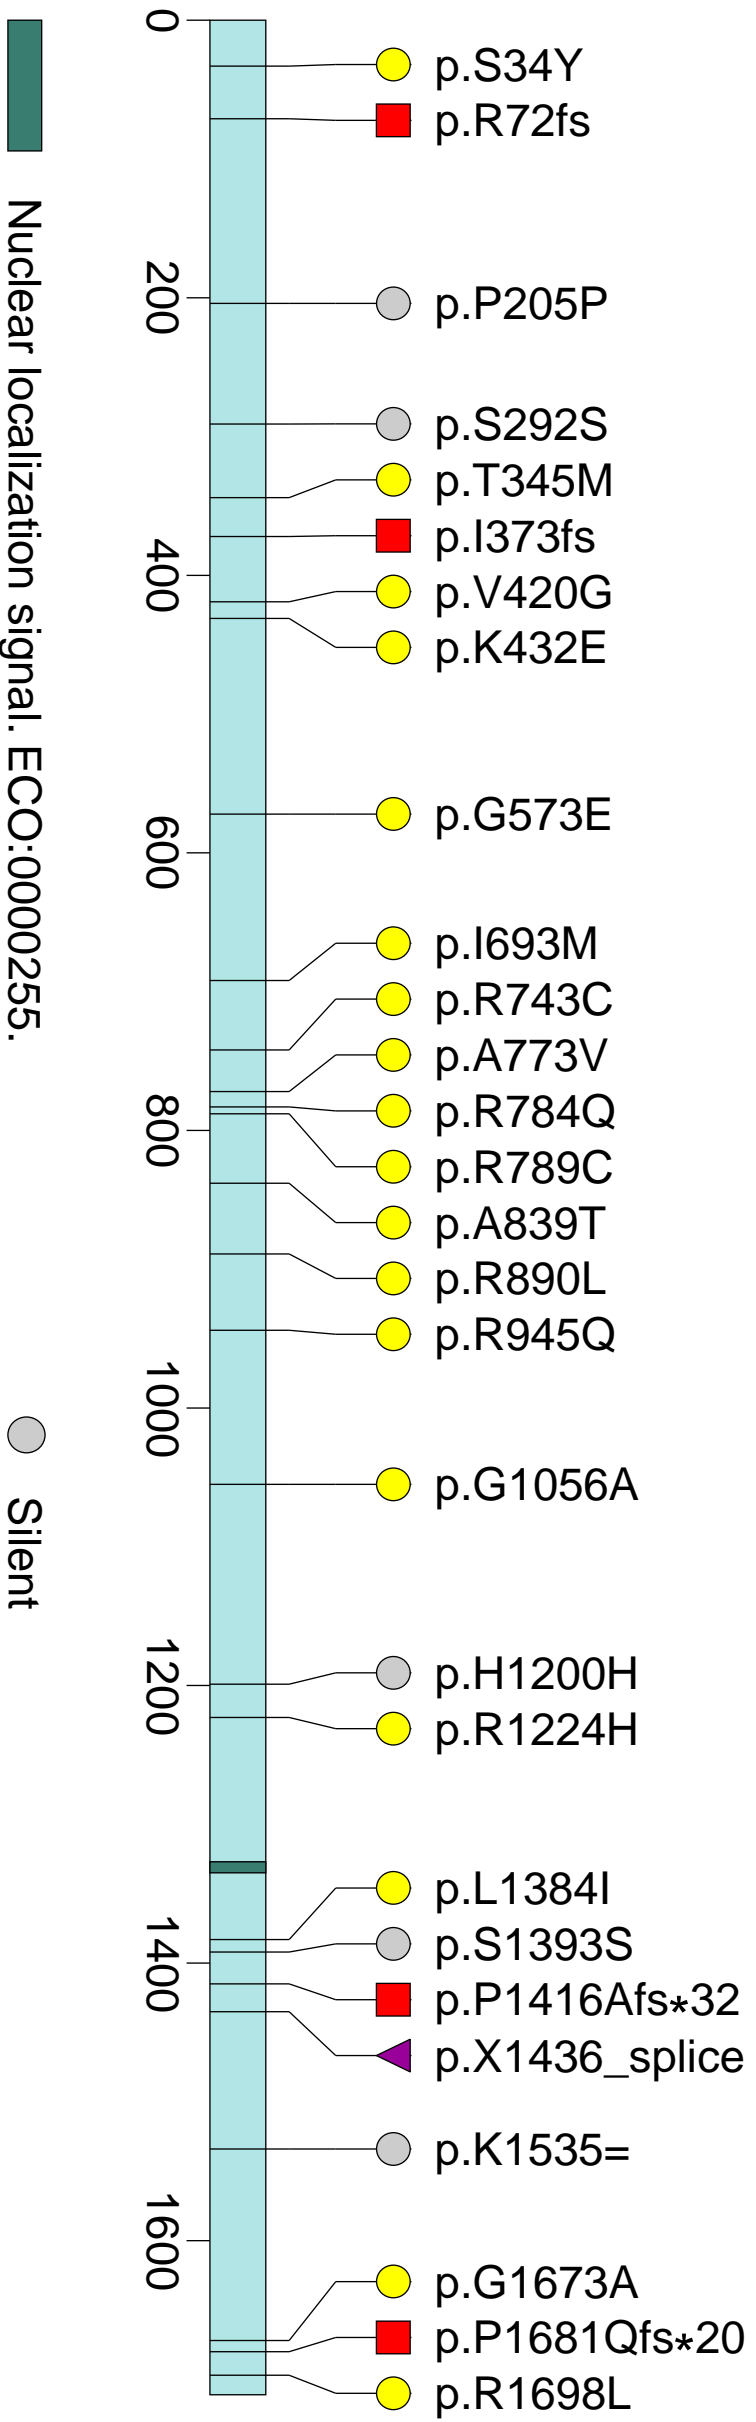 p.S34Y
p.R72fs
p.P205P
p.S292S
p.T345M
p.I373fs
p.V420G
p.K432E
p.G573E
p.I693M
p.R743C
p.A773V
p.R784Q
p.R789C
p.A839T
p.R890L
p.R945Q
p.G1056A
p.H1200H
p.R1224H
p.L1384I
p.S1393S
p.P1416Afs*32
p.X1436_splice
p.K1535=
p.G1673A
p.P1681Qfs*20
p.R1698L
0
200
400
600
800
1000
1200
1400
1600
Nuclear localization signal. ECO:0000255.
Silent